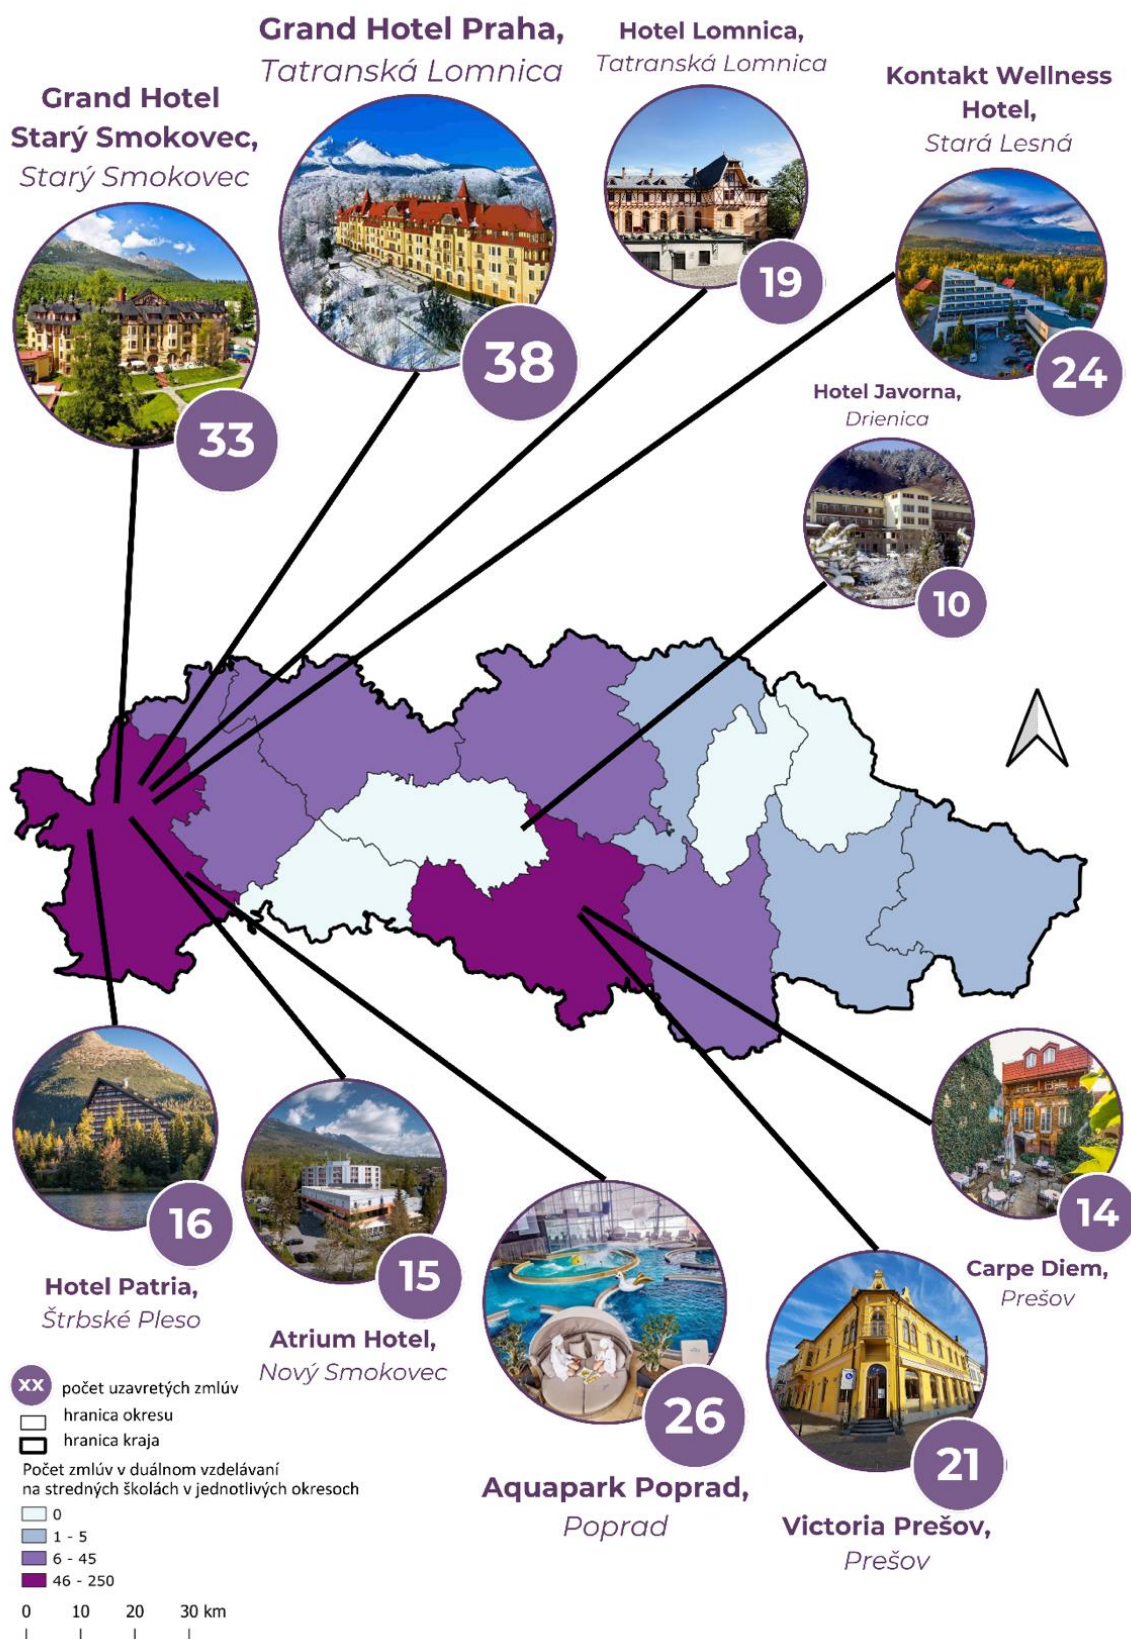 Grand Hotel Praha,
Tatranská Lomnica
38
Hotel Lomnica,
Tatranská Lomnica
19
Kontakt Wellness
Hotel,
Stará Lesná
24
Grand Hotel
Starý Smokovec,
Starý Smokovec
33
Hotel Javorna,
Drienica
10
16
Hotel Patria,
Štrbské Pleso
15
Atrium Hotel,
Nový Smokovec
26
Aquapark Poprad,
Poprad
21
Victoria Prešov,
Prešov
14
Carpe Diem,
Prešov
XX počet uzavretých zmlúv
hranica okresu
hranica kraja
Počet zmlúv v duálnom vzdelávaní
na stredných školách v jednotlivých okresoch
0
1 - 5
6 - 45
46 - 250
0 10 20 30 km